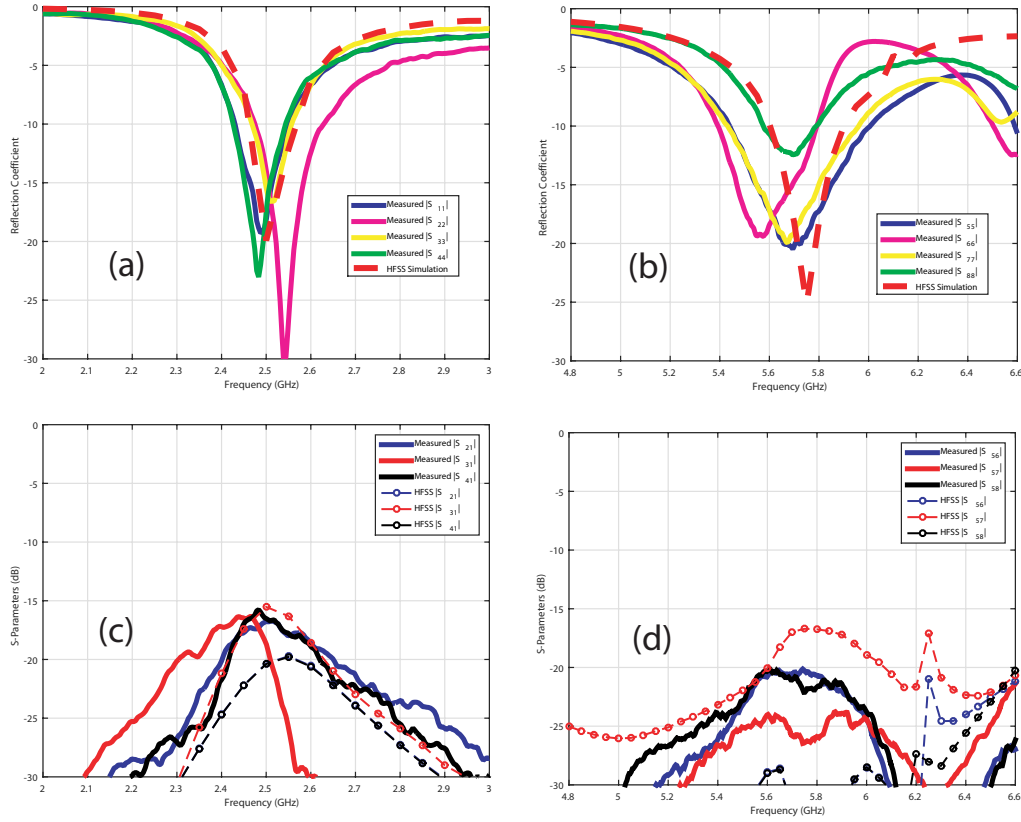 0
-5
-10
-15
-20
-25
-30
Reflection Coefficient
(a)
Measured |S 11|
Measured |S 22|
Measured |S 33|
Measured |S 44|
HFSS Simulation
2 2.1 2.2 2.3 2.4 2.5 2.6 2.7 2.8 2.9 3
Frequency (GHz)
0
-5
-10
-15
-20
-25
-30
Reflection Coefficient
(b)
Measured |S 55|
Measured |S 66|
Measured |S 77|
Measured |S 88|
HFSS Simulation
4.8 5 5.2 5.4 5.6 5.8 6 6.2 6.4 6.6
Frequency (GHz)
0
-5
-10
-15
-20
-25
-30
S-Parameters (dB)
(c)
Measured |S 21|
Measured |S 31|
Measured |S 41|
HFSS |S 21|
HFSS |S 31|
HFSS |S 41|
2 2.1 2.2 2.3 2.4 2.5 2.6 2.7 2.8 2.9 3
Frequency (GHz)
0
-5
-10
-15
-20
-25
-30
S-Parameters (dB)
(d)
Measured |S 56|
Measured |S 57|
Measured |S 58|
HFSS |S 56|
HFSS |S 57|
HFSS |S 58|
4.8 5 5.2 5.4 5.6 5.8 6 6.2 6.4 6.6
Frequency (GHz)